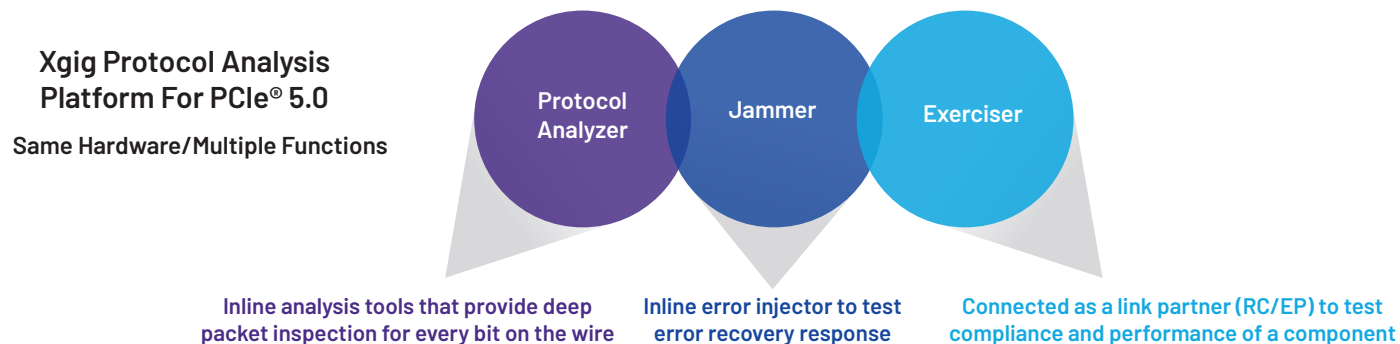 Xgig Protocol Analysis
Platform For PCIe® 5.0
Same Hardware/Multiple Functions
Protocol
Analyzer
Jammer
Exerciser
Inline analysis tools that provide deep
packet inspection for every bit on the wire
Inline error injector to test
error recovery response
Connected as a link partner (RC/EP) to test
compliance and performance of a component